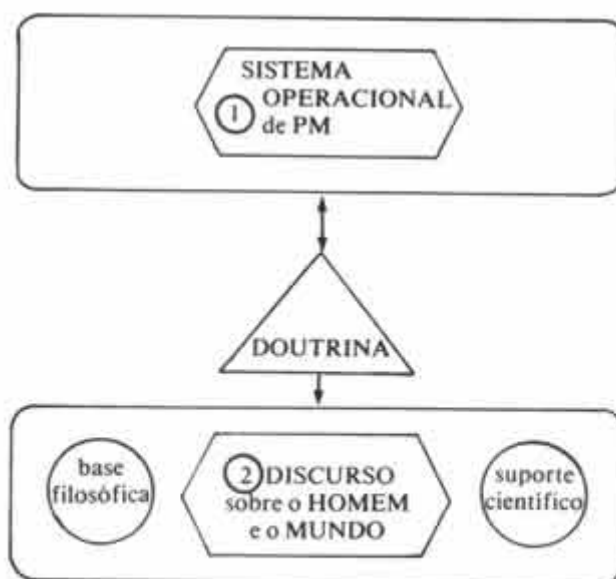 SISTEMA
1 OPERACIONAL
de PM
DOUTRINA
base
filosófica
2 DISCURSO
sobre o HOMEM
e o MUNDO
suporte
científico